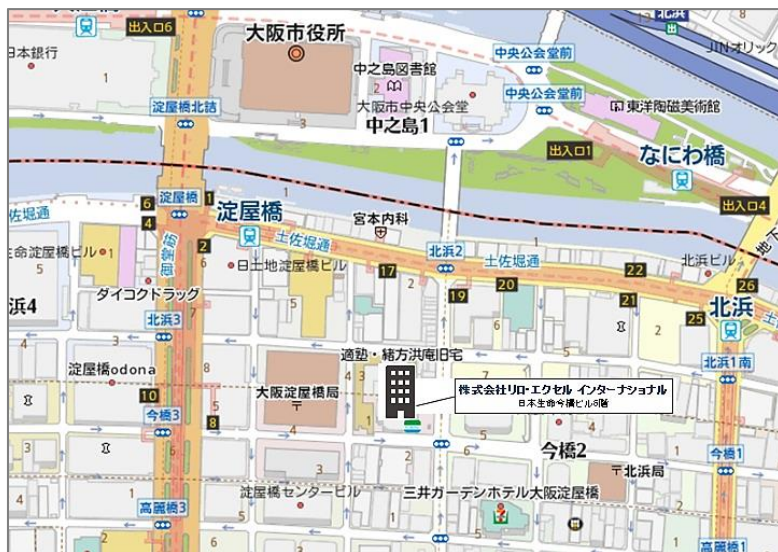 出入口6
大阪市役所
日本銀行
3
2
中之島図書館
中央公会堂前
北浜
8
JINオリック
淀屋橋北詰
大阪市中央公会堂
中央公会堂前
中之島1
東洋陶磁美術館
出入口1
なにわ橋
出入口4
淀屋橋
6
1
4
淀屋橋
宮本内科
佐堀通
土佐堀通
北浜2
土佐堀通
2
生命淀屋橋ビル
御堂筋
日土地淀屋橋ビル
17
22
北浜ビル
ダイコクドラッグ
19
20
21
26
25
浜4
北浜3
北浜
淀屋橋odona
適塾・緒方洪庵旧宅
北浜1南
10
大阪淀屋橋局
株式会社リロ・エクセル インターナショナル
日本生命今橋ビル6階
今橋3
8
今橋2
今橋1
北浜局
淀屋橋センタービル
三井ガーデンホテル大阪淀屋橋
高麗橋3
高麗橋1